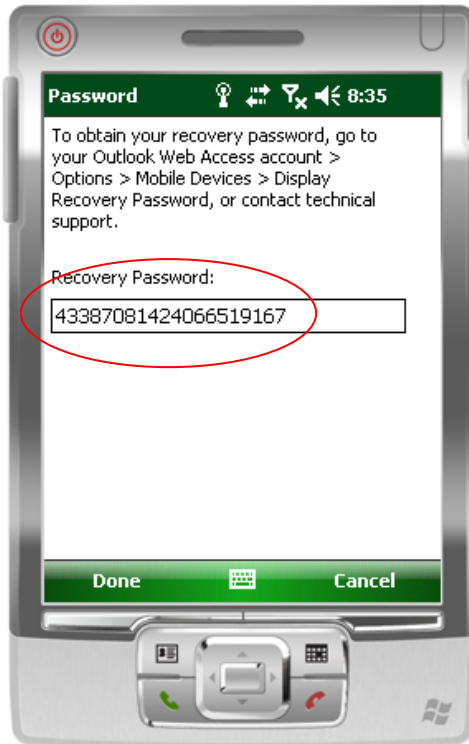 Password 8:35
To obtain your recovery password, go to
your Outlook Web Access account >
Options > Mobile Devices > Display
Recovery Password, or contact technical
support.
Recovery Password:
43387081424066519167
Done Cancel